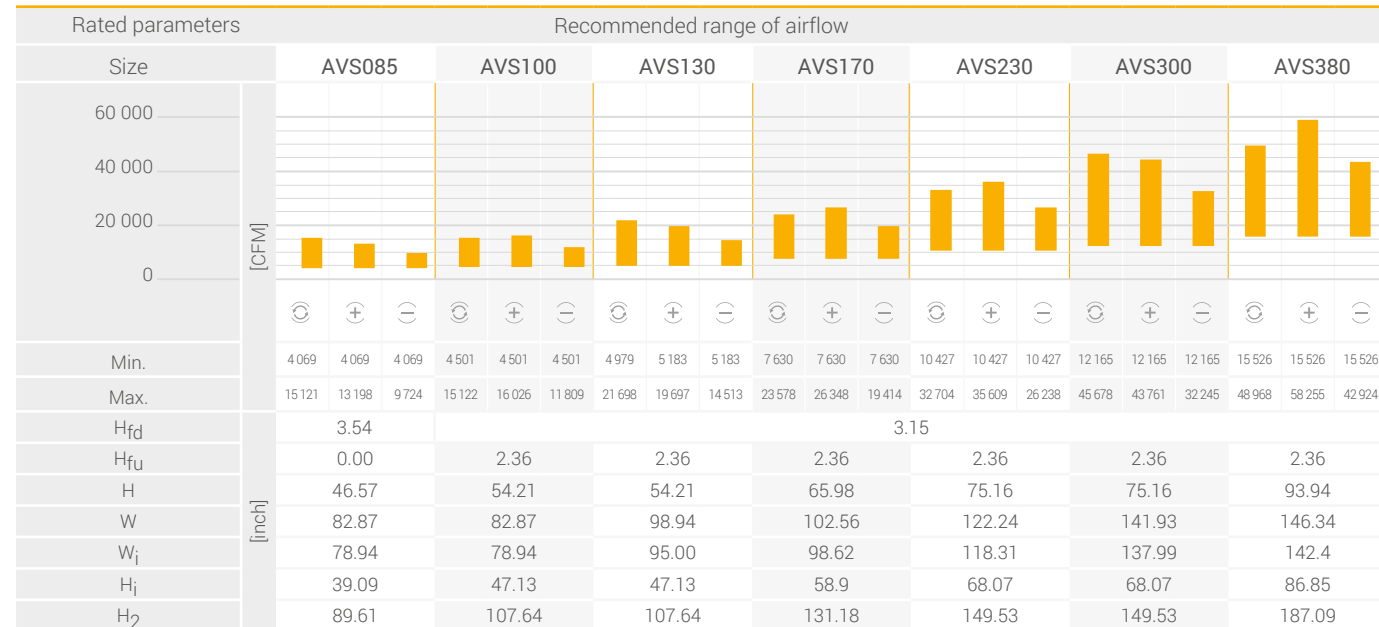 Rated parameters Recommended range of airflow
Size AVS085 AVS100 AVS130 AVS170 AVS230 AVS300 AVS380
60 000
40 000
20 000
0
[CFM]
Min. 4 069 4 069 4 069 4 501 4 501 4 501 4 979 5 183 5 183 7 630 7 630 7 630 10 427 10 427 10 427 12 165 12 165 12 165 15 526 15 526 15 526
Max. 15 121 13 198 9 724 15 122 16 026 11 809 21 698 19 697 14 513 23 578 26 348 19 414 32 704 35 609 26 238 45 678 43 761 32 245 48 968 58 255 42 924
Hfd 3.54 3.15
Hfu 0.00 2.36 2.36 2.36 2.36 2.36 2.36
H 46.57 54.21 54.21 65.98 75.16 75.16 93.94
[inch]
W 82.87 82.87 98.94 102.56 122.24 141.93 146.34
Wi 78.94 78.94 95.00 98.62 118.31 137.99 142.4
Hi 39.09 47.13 47.13 58.9 68.07 68.07 86.85
H2 89.61 107.64 107.64 131.18 149.53 149.53 187.09